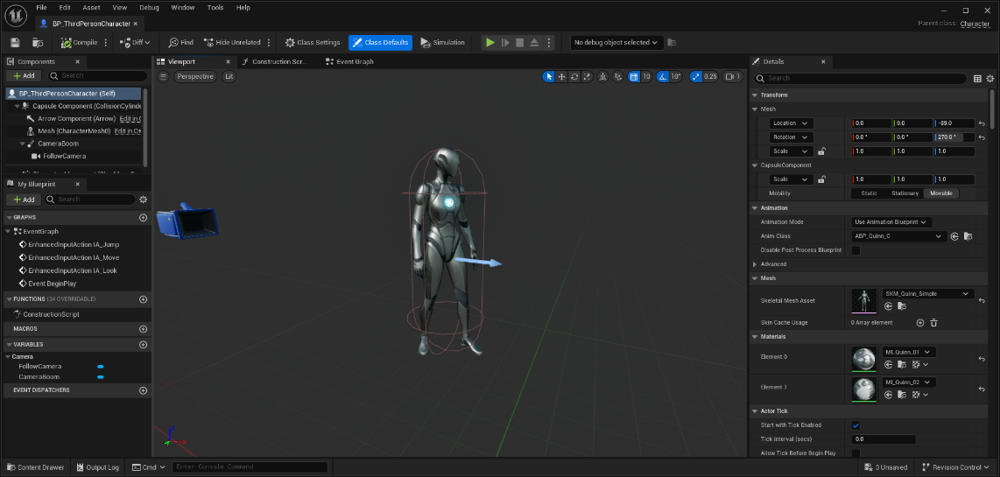 File Edit Asset View Debug Window Tools Help
BP_ThirdPersonCharacter
Parent class: Character
Compile Diff Find Hide Unrelated Class Settings Class Defaults Simulation No debug object selected
Components
Add Search
BP_ThirdPersonCharacter (Self)
Capsule Component (CollisionCylinde
Arrow Component (Arrow) Edit in C
Mesh (CharacterMesh0) Edit in C+
CameraBoom
FollowCamera
My Blueprint
Add Search
GRAPHS
EventGraph
EnhancedInputAction IA_Jump
EnhancedInputAction IA_Move
EnhancedInputAction IA_Look
Event BeginPlay
FUNCTIONS (34 OVERRIDABLE)
ConstructionScript
MACROS
VARIABLES
Camera
FollowCamera
CameraBoom
EVENT DISPATCHERS
Viewport Construction Scr... Event Graph
Perspective Lit 10 10° 0.25 1
Z X
Details
Search
Transform
Mesh
Location 0.0 0.0 -89.0
Rotation 0.0 ° 0.0 ° 270.0 °
Scale 1.0 1.0 1.0
CapsuleComponent
Scale 1.0 1.0 1.0
Mobility Static Stationary Movable
Animation
Animation Mode Use Animation Blueprint
Anim Class ABP_Quinn_C
Disable Post Process Blueprint
Advanced
Mesh
Skeletal Mesh Asset SKM_Quinn_Simple
Skin Cache Usage 0 Array element
Materials
Element 0 MI_Quinn_01
Element 1 MI_Quinn_02
Actor Tick
Start with Tick Enabled
Tick Interval (secs) 0.0
Allow Tick Before Begin Play
Content Drawer Output Log Cmd Enter Console Command 3 Unsaved Revision Control